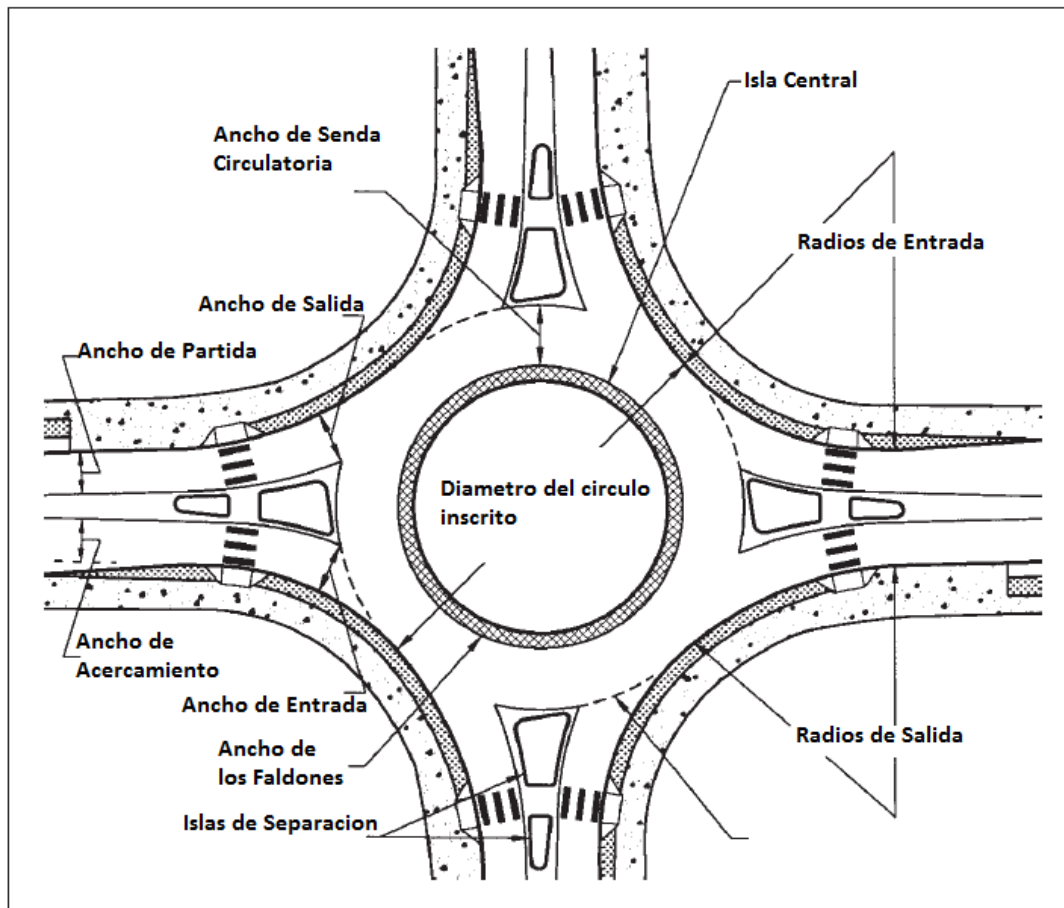 Isla Central
Ancho de Senda
Circulatoria
Radios de Entrada
Ancho de Salida
Ancho de Partida
Diametro del circulo
inscrito
Ancho de
Acercamiento
Ancho de Entrada
Ancho de
los Faldones
Radios de Salida
Islas de Separacion